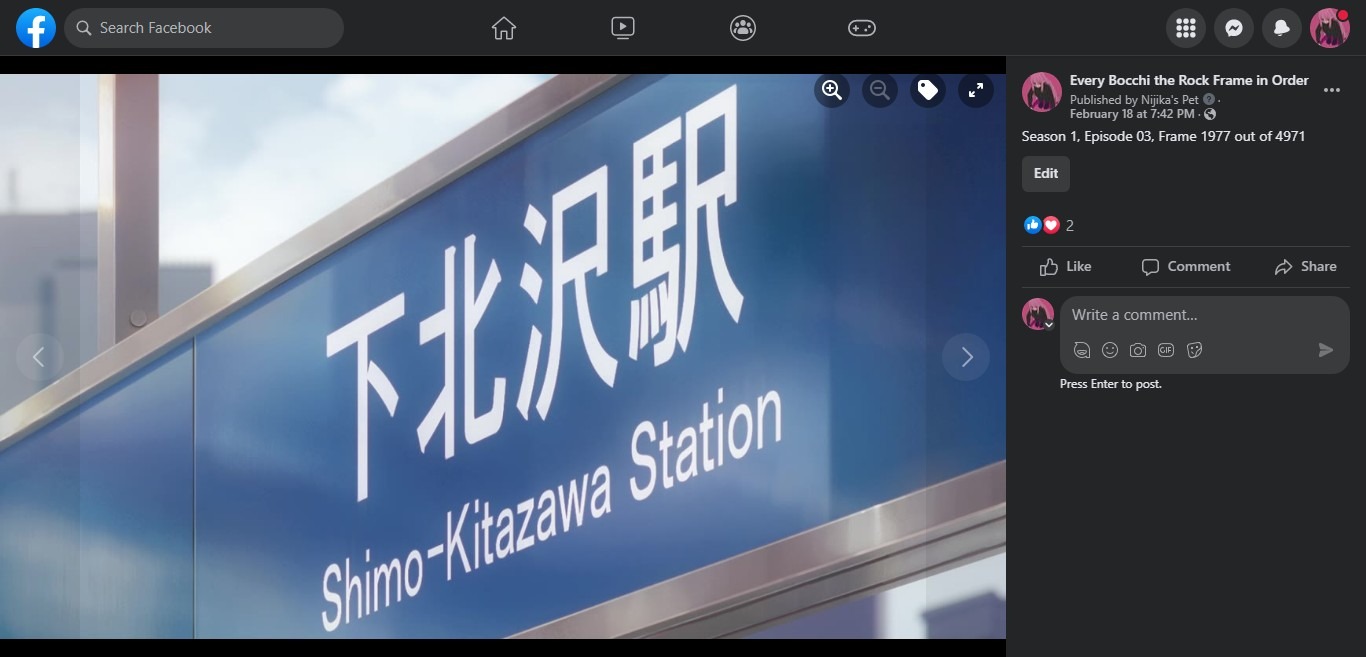 Search Facebook
下北沢駅
Shimo-Kitazawa Station
Every Bocchi the Rock Frame in Order
Published by Nijika's Pet ·
February 18 at 7:42 PM ·
Season 1, Episode 03, Frame 1977 out of 4971
Edit
2
Like Comment Share
Write a comment...
GIF
Press Enter to post.